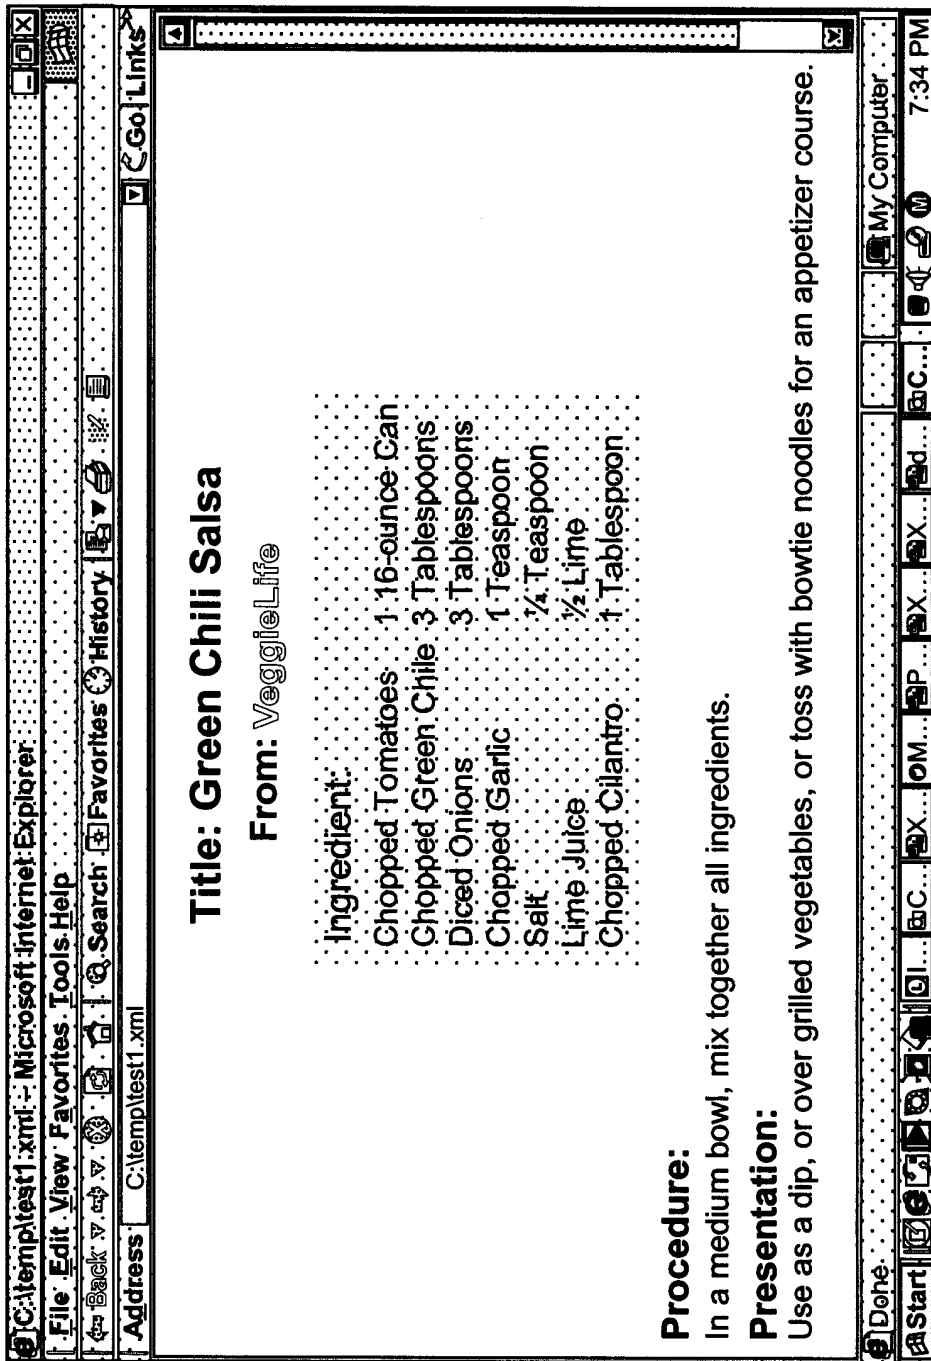 C:\temp\test1.xml - Microsoft Internet Explorer
File Edit View Favorites Tools Help
Back Search Favorites History
Address C:\temp\test1.xml Go Links
Title: Green Chili Salsa
From: VeggieLife
Ingredient:
Chopped Tomatoes 1 16-ounce Can
Chopped Green Chile 3 Tablespoons
Diced Onions 3 Tablespoons
Chopped Garlic 1 Teaspoon
Salt ¼ Teaspoon
Lime Juice ½ Lime
Chopped Cilantro 1 Tablespoon
Procedure:
In a medium bowl, mix together all ingredients.
Presentation:
Use as a dip, or over grilled vegetables, or toss with bowtie noodles for an appetizer course.
Done My Computer
Start I... C... X... M... P... X... X... d... C... 7:34 PM